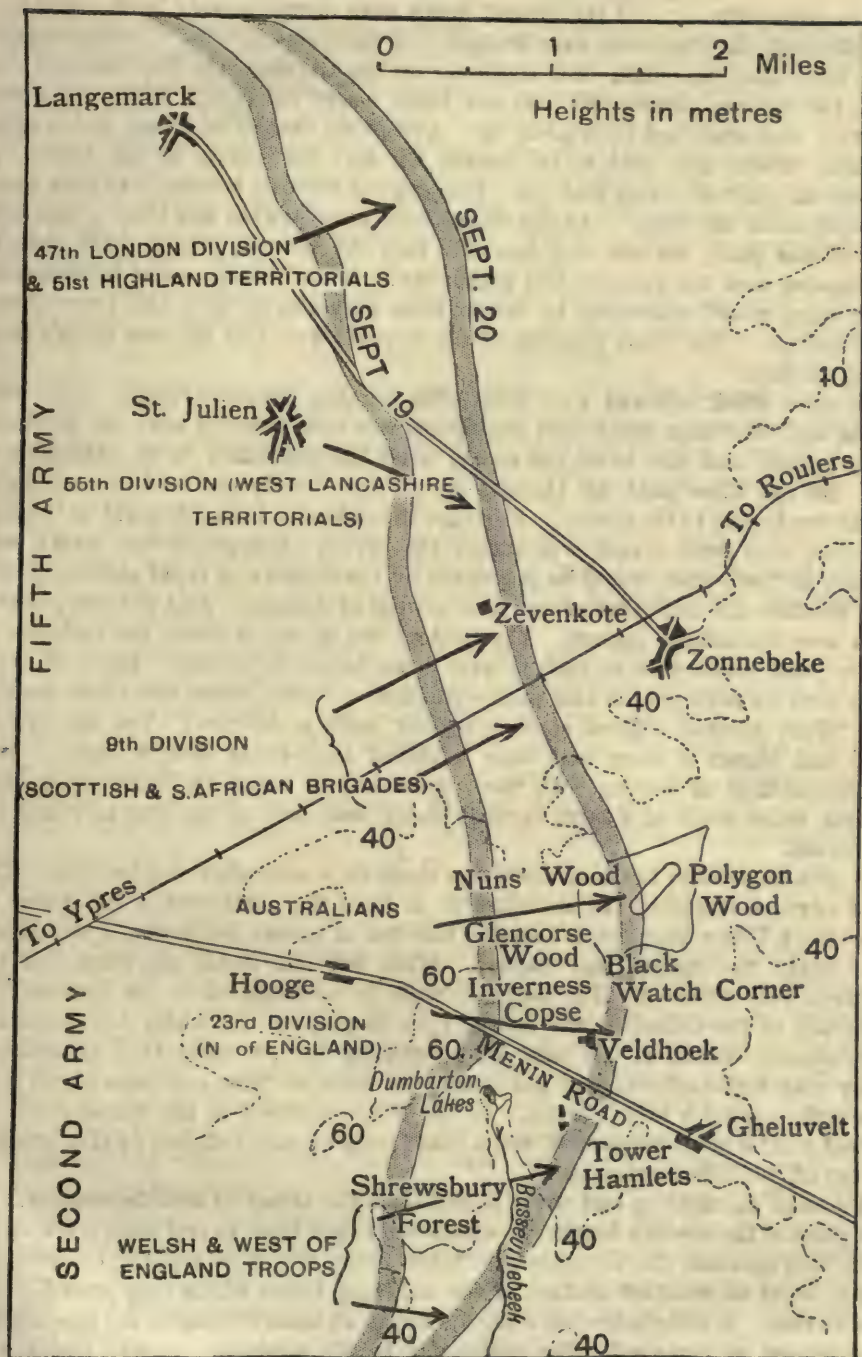 0 1 2 Miles
Heights in metres
Langemarck
47th LONDON DIVISION
& 51st HIGHLAND TERRITORIALS
SEPT. 20
SEPT 19
St. Julien
40
FIFTH ARMY
55th DIVISION (WEST LANCASHIRE
TERRITORIALS)
To Roulers
Zevenkote
Zonnebeke
40
9th DIVISION
(SCOTTISH & S. AFRICAN BRIGADES)
40
To Ypres
Nuns' Wood
Polygon
Wood
AUSTRALIANS
Glencorse
Wood
40
Hooge
60
Inverness
Copse
Black
Watch Corner
23rd DIVISION
(N of ENGLAND)
60
Veldhoek
MENIN ROAD
Dumbarton
Lakes
60
Gheluvelt
Tower
Hamlets
SECOND ARMY
Shrewsbury
Forest
Bassevillebeek
40
WELSH & WEST OF
ENGLAND TROOPS
40
40